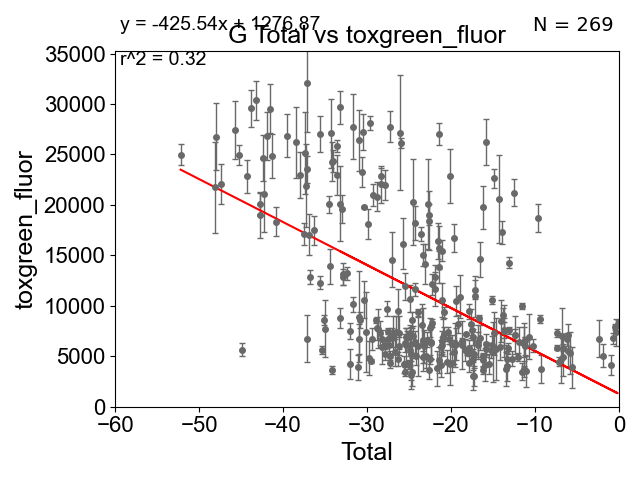 y = -425.54x + 1276.87
N = 269
G Total vs toxgreen_fluor
r^2 = 0.32
35000
30000
25000
20000
15000
10000
5000
0
toxgreen_fluor
−60
−50
−40
−30
−20
−10
0
Total